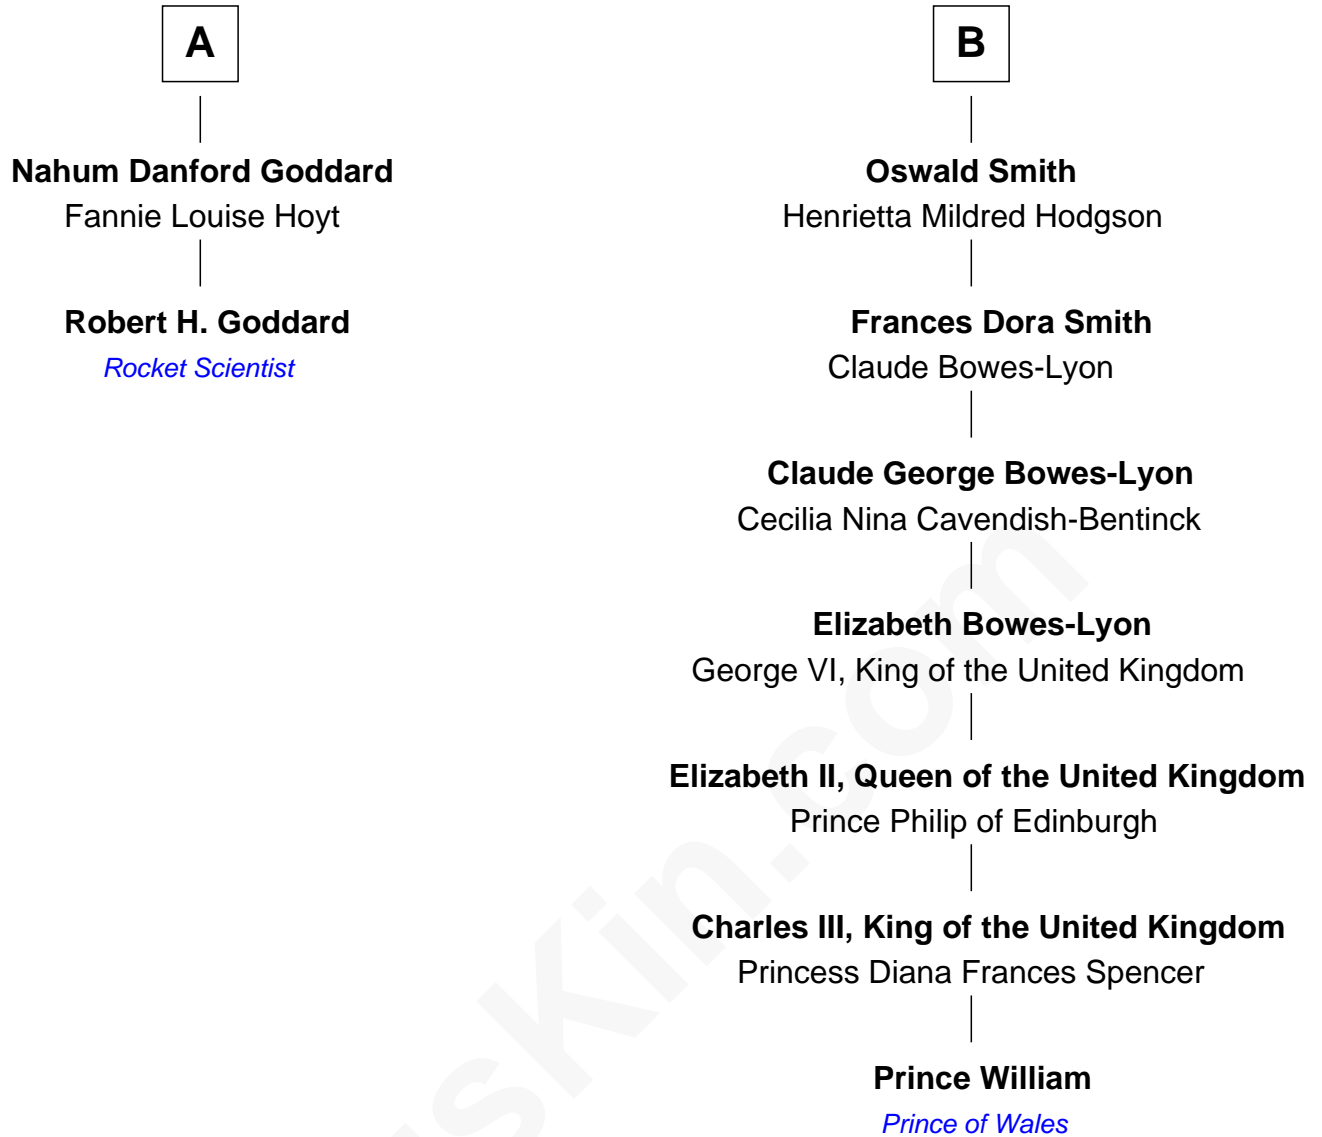 A
Nahum Danford Goddard
Fannie Louise Hoyt
Robert H. Goddard
Rocket Scientist
B
Oswald Smith
Henrietta Mildred Hodgson
Frances Dora Smith
Claude Bowes-Lyon
Claude George Bowes-Lyon
Cecilia Nina Cavendish-Bentinck
Elizabeth Bowes-Lyon
George VI, King of the United Kingdom
Elizabeth II, Queen of the United Kingdom
Prince Philip of Edinburgh
Charles III, King of the United Kingdom
Princess Diana Frances Spencer
Prince William
Prince of Wales